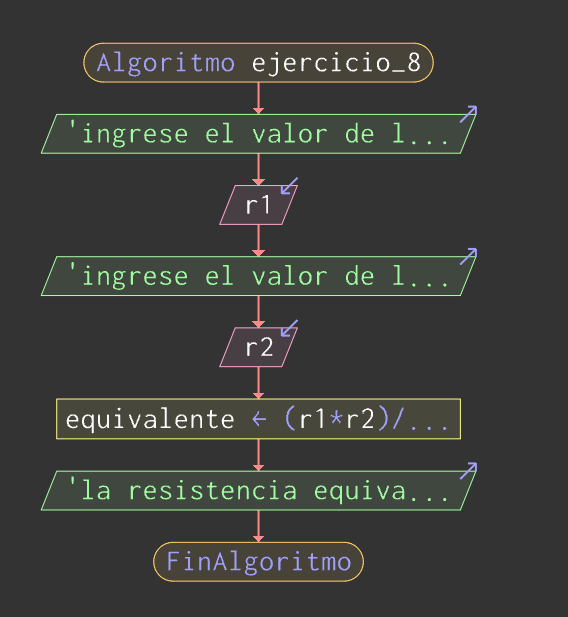 Algoritmo ejercicio_8
'ingrese el valor de l...
r1
'ingrese el valor de l...
r2
equivalente ← (r1*r2)/...
'la resistencia equiva...
FinAlgoritmo